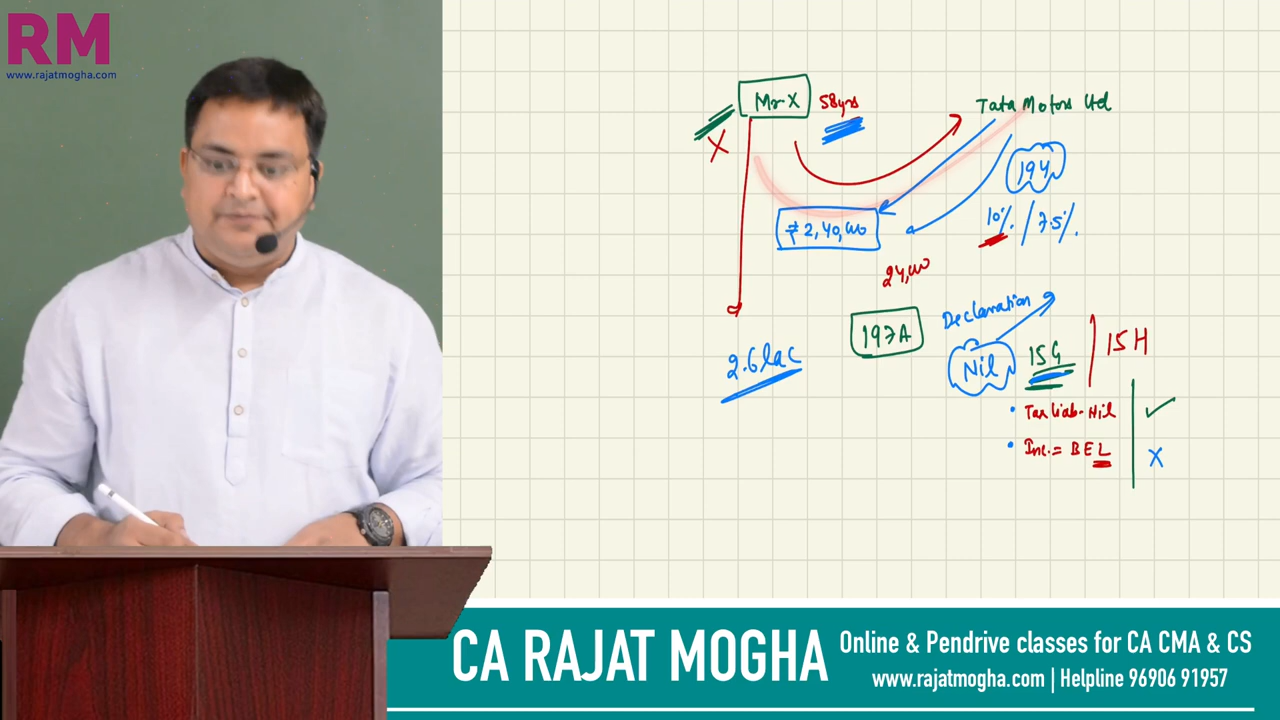 RM
www.rajatmogha.com
Mr. X
58yrs
Tata Motors Ltd
X
194
₹2,40,000
10% / 7.5%.
24,000
Declaration
197A
Nil
15G
15H
2.6 lac
• Tax liab - Nil ✓
• Inc. = BEL X
CA RAJAT MOGHA
Online & Pendrive classes for CA CMA & CS
www.rajatmogha.com | Helpline 96906 91957